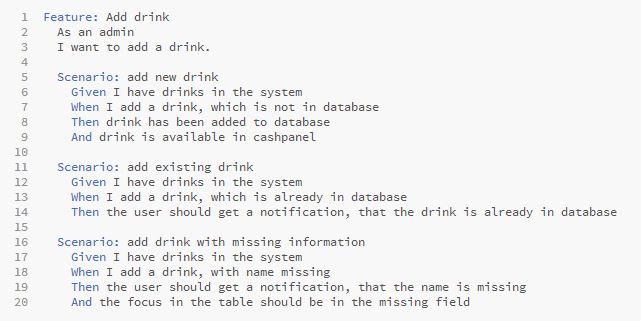 1 Feature: Add drink
2 As an admin
3 I want to add a drink.
4
5 Scenario: add new drink
6 Given I have drinks in the system
7 When I add a drink, which is not in database
8 Then drink has been added to database
9 And drink is available in cashpanel
10
11 Scenario: add existing drink
12 Given I have drinks in the system
13 When I add a drink, which is already in database
14 Then the user should get a notification, that the drink is already in database
15
16 Scenario: add drink with missing information
17 Given I have drinks in the system
18 When I add a drink, with name missing
19 Then the user should get a notification, that the name is missing
20 And the focus in the table should be in the missing field